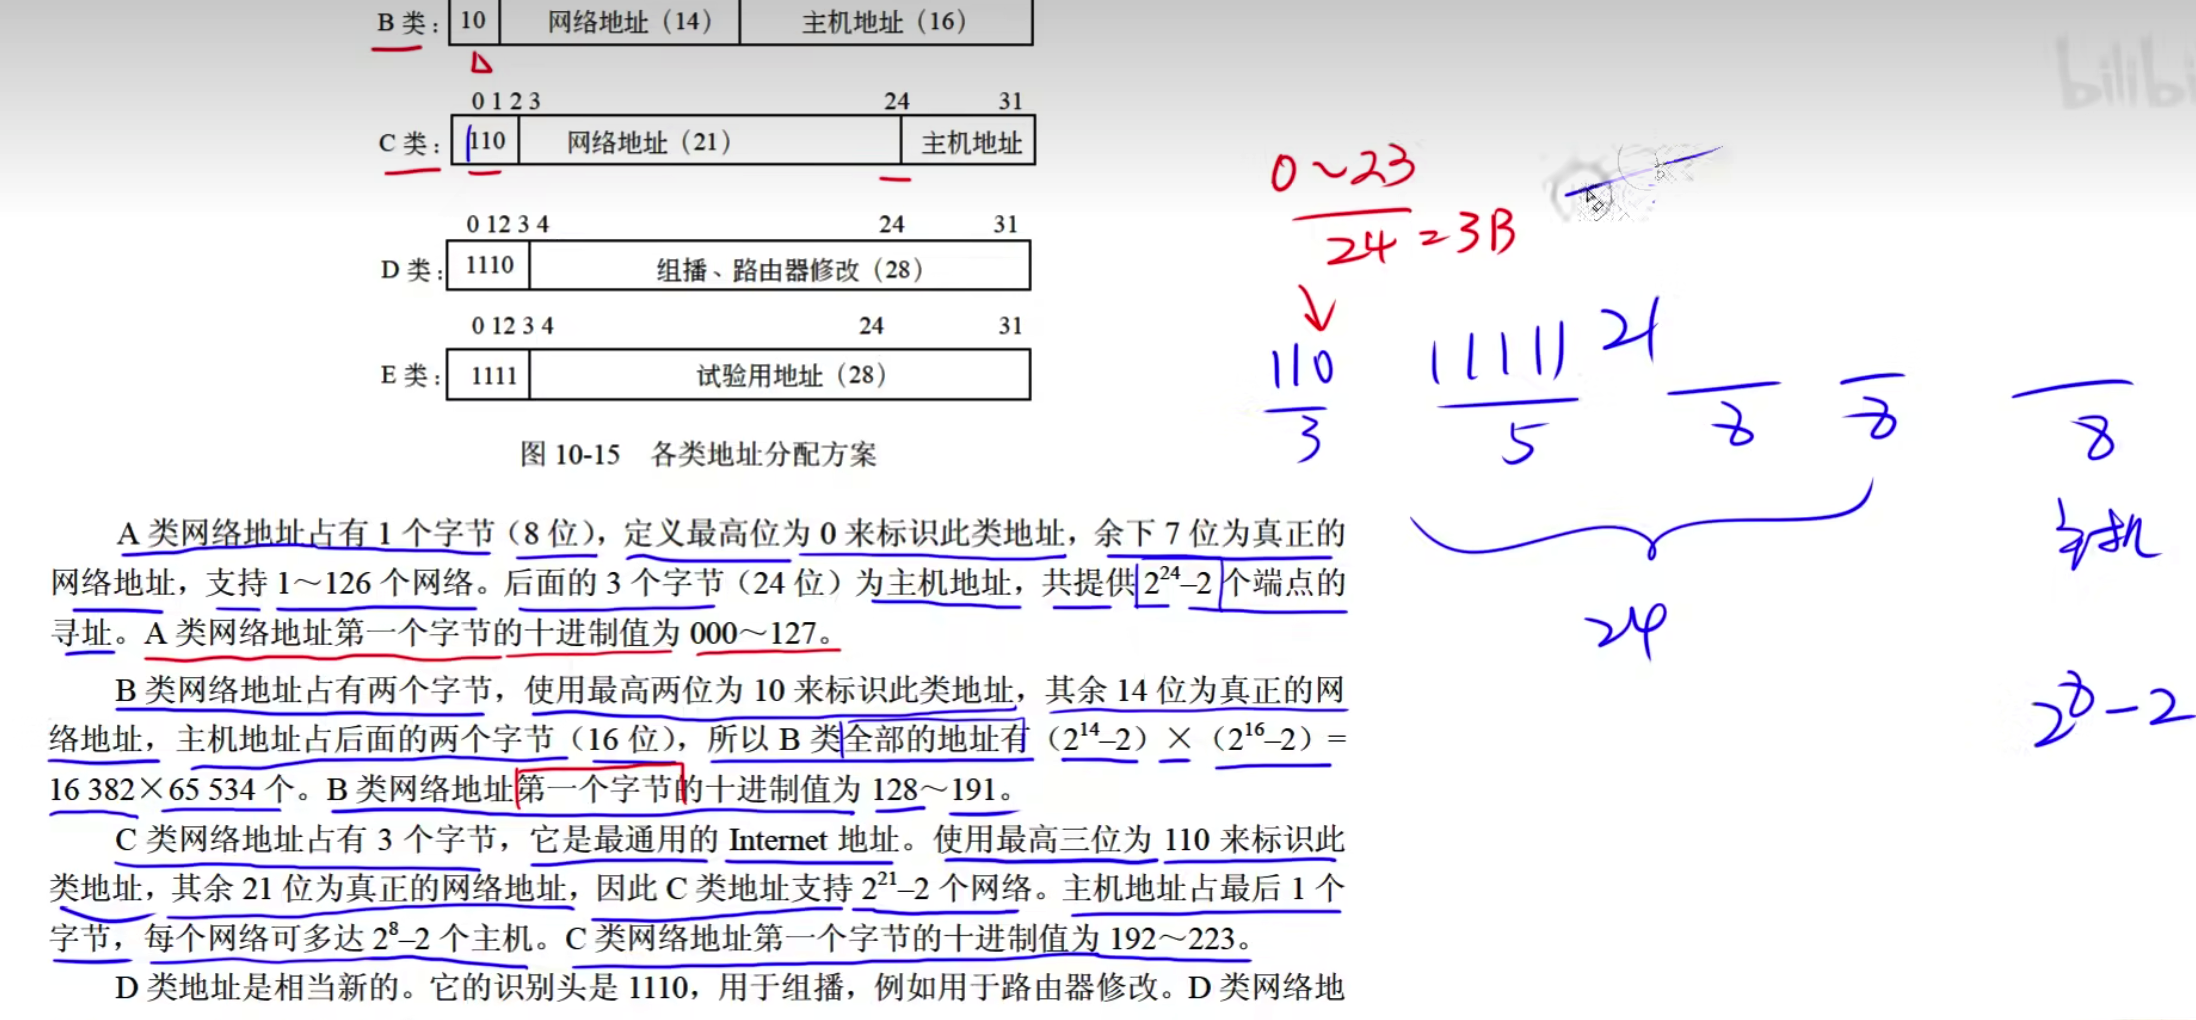 B 类: 10 网络地址（14） 主机地址（16）
0 1 2 3 24 31
C 类: 110 网络地址（21） 主机地址
0 12 3 4 24 31
D 类: 1110 组播、路由器修改（28）
0 12 3 4 24 31
E 类: 1111 试验用地址（28）
图 10-15 各类地址分配方案
A 类网络地址占有 1 个字节（8 位），定义最高位为 0 来标识此类地址，余下 7 位为真正的
网络地址，支持 1～126 个网络。后面的 3 个字节（24 位）为主机地址，共提供 2²⁴–2 个端点的
寻址。A 类网络地址第一个字节的十进制值为 000～127。
B 类网络地址占有两个字节，使用最高两位为 10 来标识此类地址，其余 14 位为真正的网
络地址，主机地址占后面的两个字节（16 位），所以 B 类全部的地址有（2¹⁴–2）×（2¹⁶–2）=
16 382×65 534 个。B 类网络地址第一个字节的十进制值为 128～191。
C 类网络地址占有 3 个字节，它是最通用的 Internet 地址。使用最高三位为 110 来标识此
类地址，其余 21 位为真正的网络地址，因此 C 类地址支持 2²¹–2 个网络。主机地址占最后 1 个
字节，每个网络可多达 2⁸–2 个主机。C 类网络地址第一个字节的十进制值为 192～223。
D 类地址是相当新的。它的识别头是 1110，用于组播，例如用于路由器修改。D 类网络地
bilibi
0~23
24=3B
110 11111 21
3 5 8 8 8
主机
24
2⁸-2